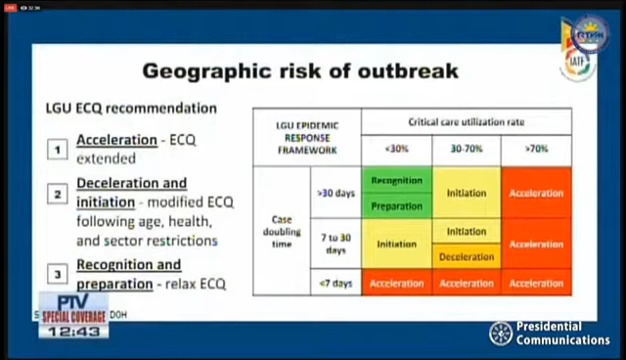 LIVE
Geographic risk of outbreak
IATF
LGU ECQ recommendation
1 Acceleration - ECQ
extended
2 Deceleration and
initiation - modified ECQ
following age, health,
and sector restrictions
3 Recognition and
preparation - relax ECQ
LGU EPIDEMIC
RESPONSE
FRAMEWORK
Critical care utilization rate
<30% 30-70% >70%
Case
doubling
time
>30 days
Recognition
Preparation
Initiation
Acceleration
7 to 30
days
Initiation
Initiation
Deceleration
Acceleration
<7 days Acceleration Acceleration Acceleration
DOH
PTV
SPECIAL COVERAGE
12:43
Presidential
Communications